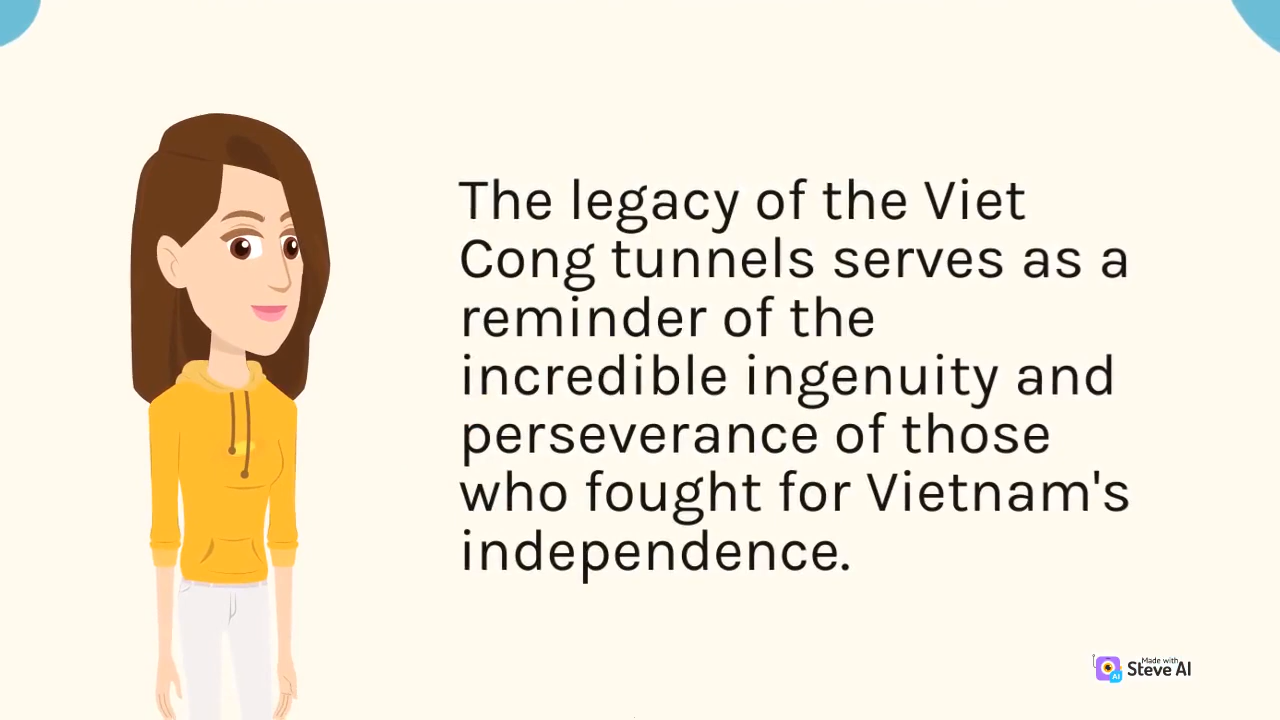 The legacy of the Viet
Cong tunnels serves as a
reminder of the
incredible ingenuity and
perseverance of those
who fought for Vietnam's
independence.
Made with
Steve AI
AI